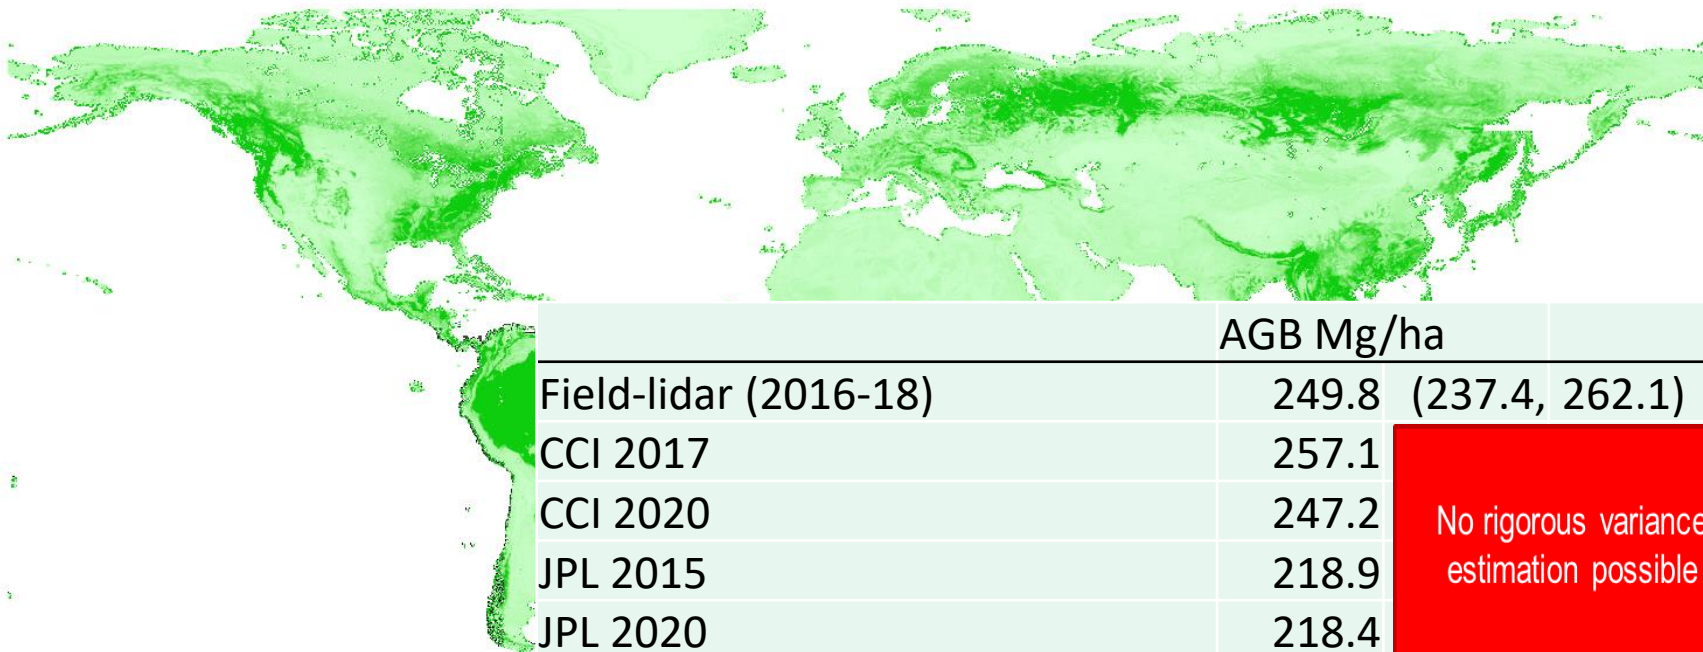 AGB Mg/ha
Field-lidar (2016-18) 249.8 (237.4, 262.1)
CCI 2017 257.1
CCI 2020 247.2
JPL 2015 218.9
JPL 2020 218.4
No rigorous variance
estimation possible